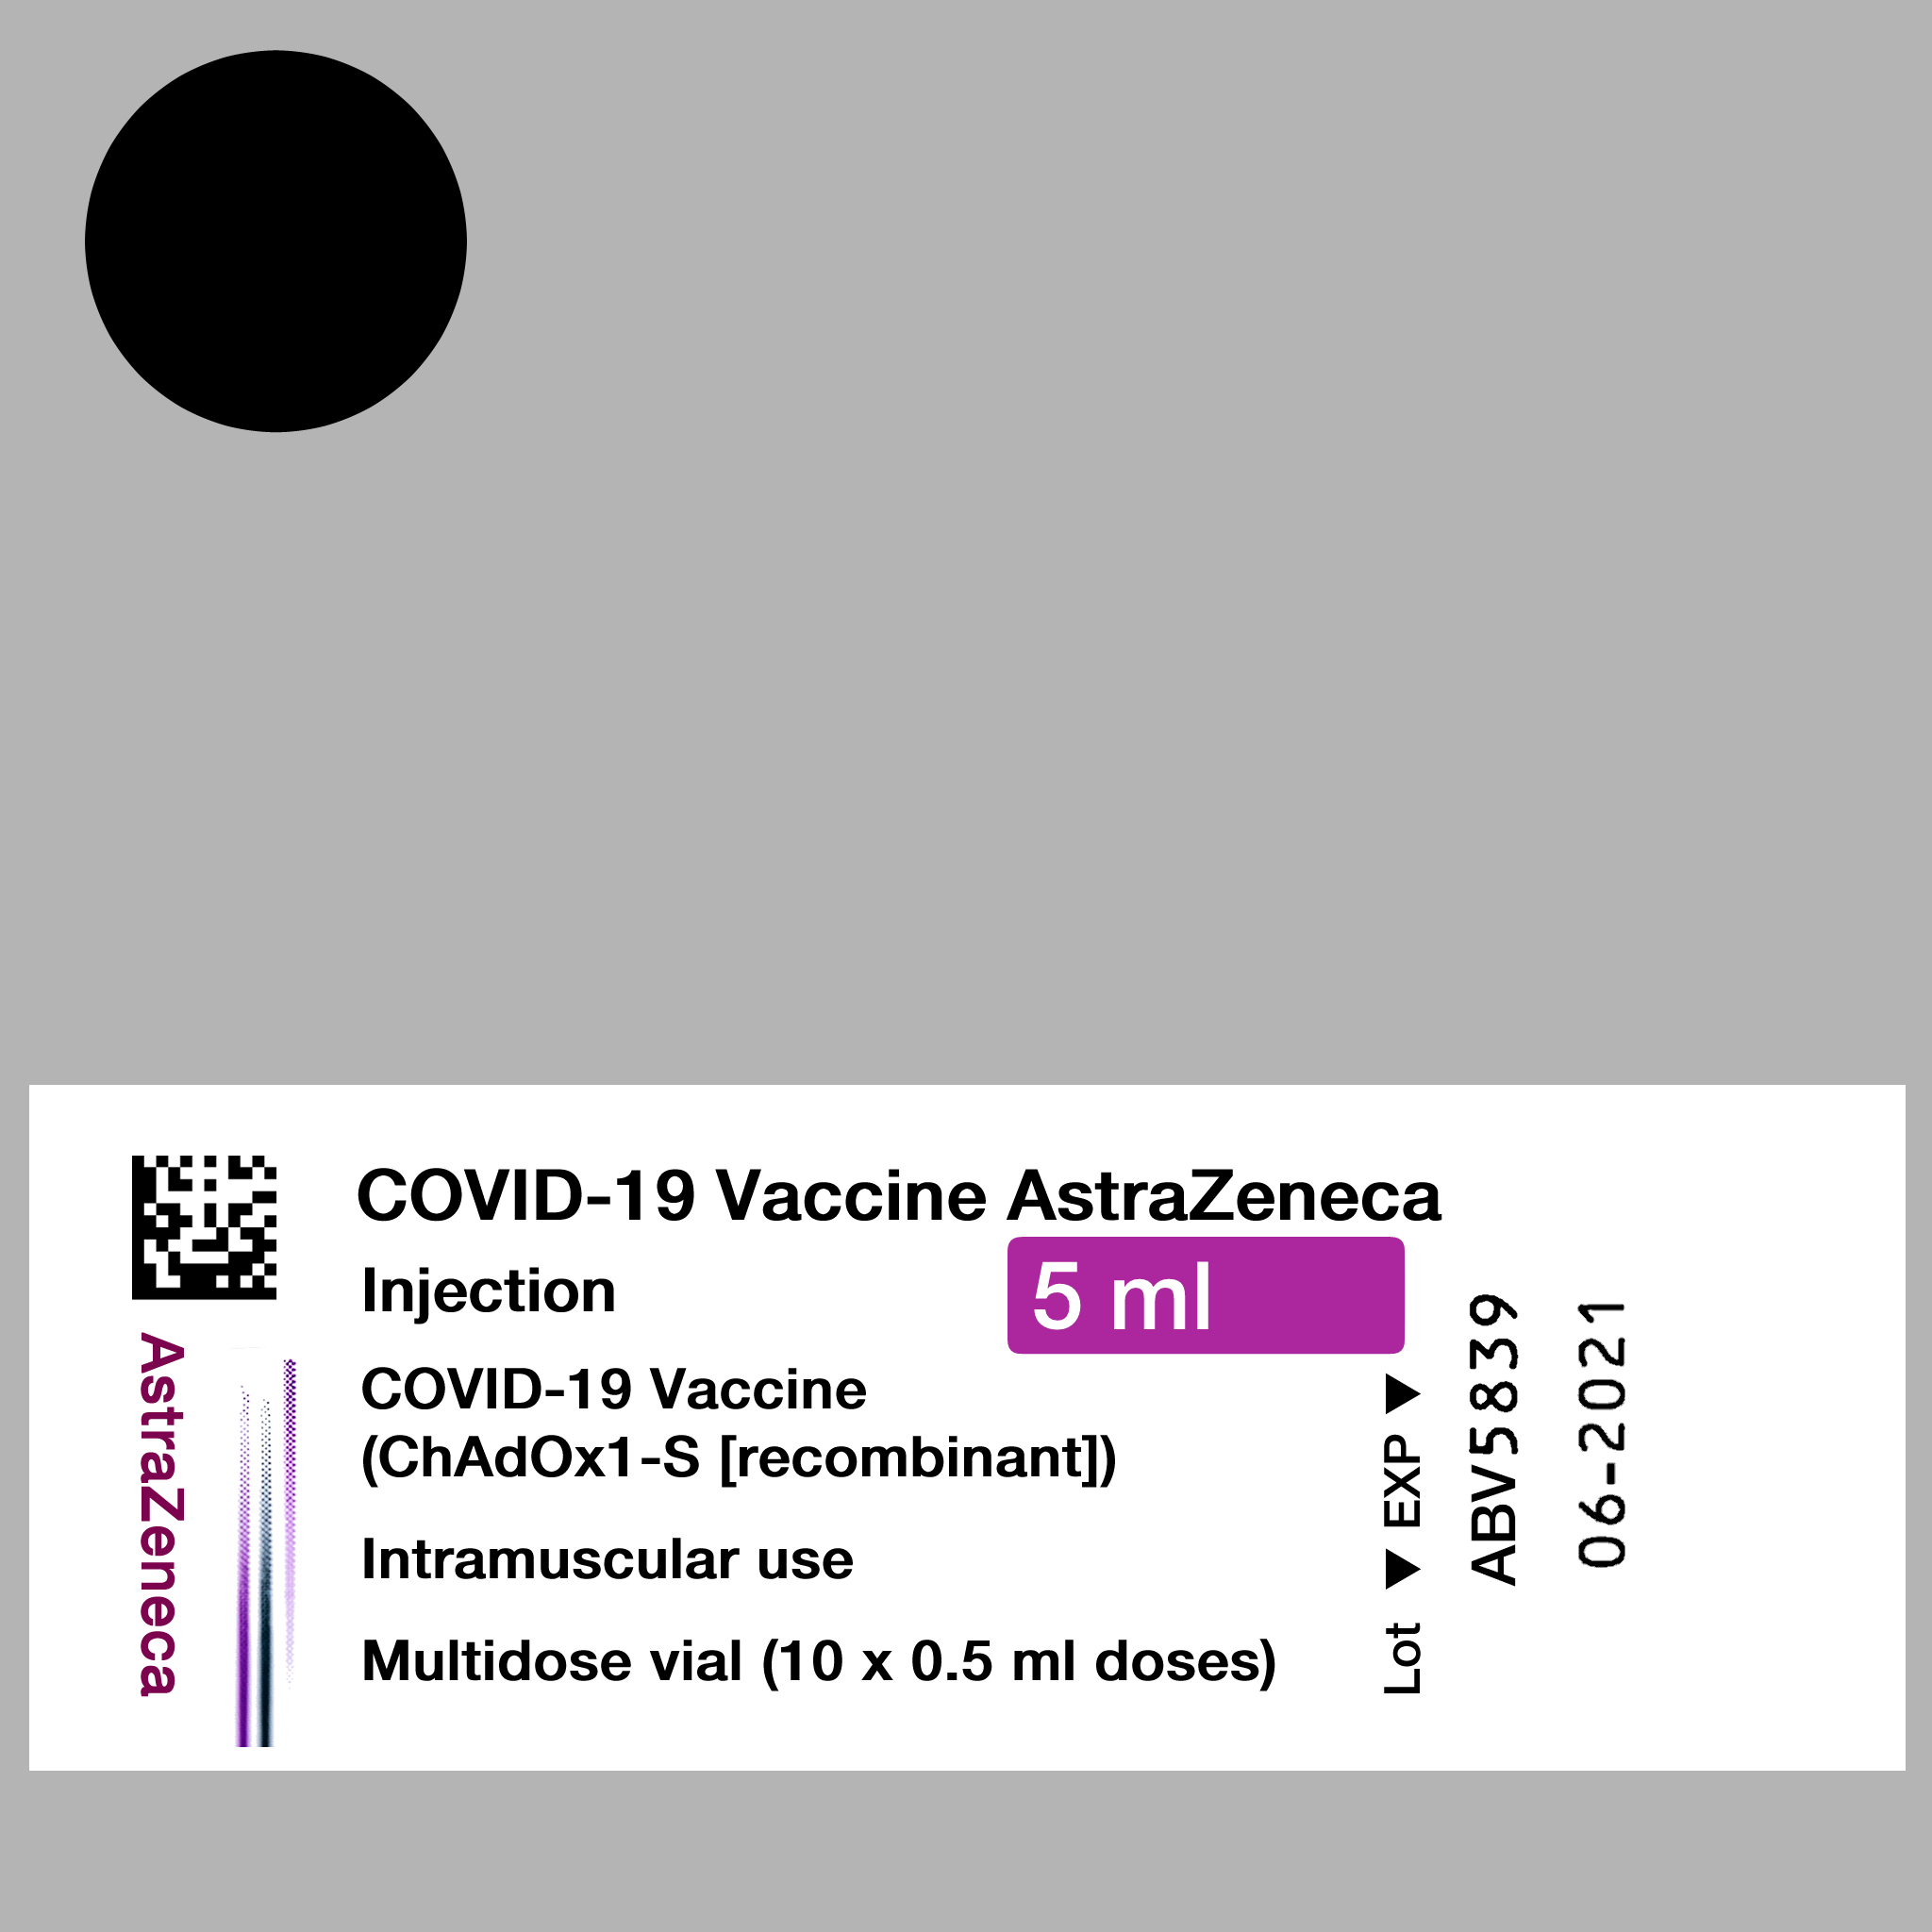 COVID-19 Vaccine AstraZeneca
Injection
5 ml
COVID-19 Vaccine
(ChAdOx1-S [recombinant])
Intramuscular use
Multidose vial (10 x 0.5 ml doses)
AstraZeneca
Lot ▼ EXP ▼
ABV5839
06-2021